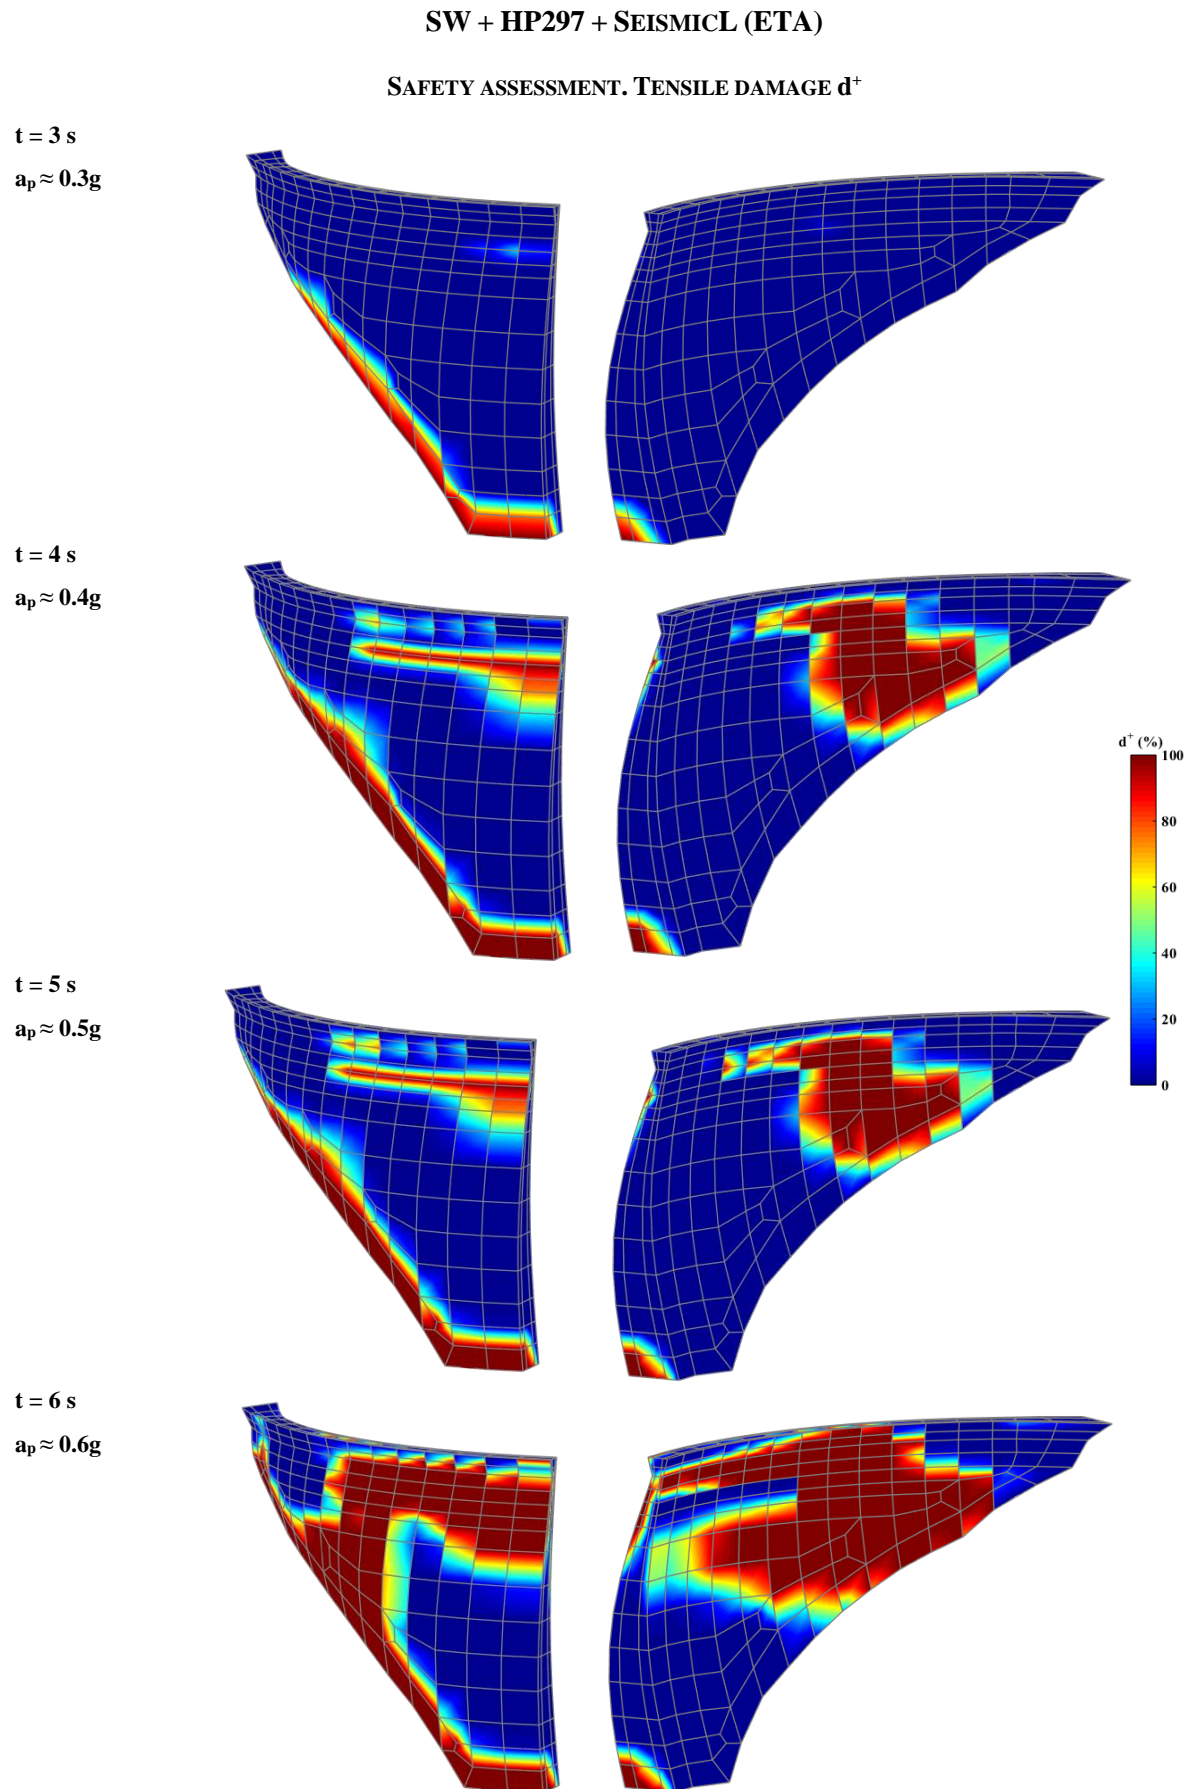 SW + HP297 + SEISMICL (ETA)
SAFETY ASSESSMENT. TENSILE DAMAGE d⁺
t = 3 s
aₚ ≈ 0.3g
t = 4 s
aₚ ≈ 0.4g
d⁺ (%)
100
80
60
40
20
0
t = 5 s
aₚ ≈ 0.5g
t = 6 s
aₚ ≈ 0.6g